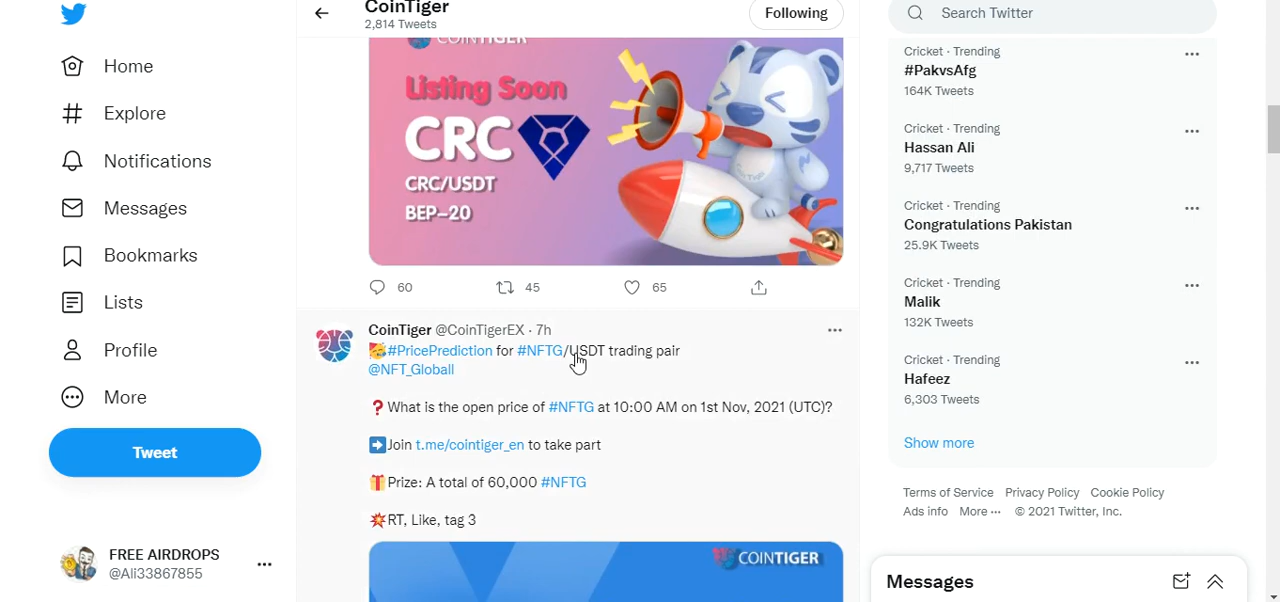 Home
Explore
Notifications
Messages
Bookmarks
Lists
Profile
More
Tweet
FREE AIRDROPS
@Ali33867855
CoinTiger
2,814 Tweets
Following
COINTIGER
Listing Soon
CRC
CRC/USDT
BEP-20
60 45 65
CoinTiger @CoinTigerEX · 7h
🥳#PricePrediction for #NFTG/USDT trading pair
@NFT_Globall
❓What is the open price of #NFTG at 10:00 AM on 1st Nov, 2021 (UTC)?
➡️Join t.me/cointiger_en to take part
🎁Prize: A total of 60,000 #NFTG
💥RT, Like, tag 3
COINTIGER
Search Twitter
Cricket · Trending
#PakvsAfg
164K Tweets
Cricket · Trending
Hassan Ali
9,717 Tweets
Cricket · Trending
Congratulations Pakistan
25.9K Tweets
Cricket · Trending
Malik
132K Tweets
Cricket · Trending
Hafeez
6,303 Tweets
Show more
Terms of Service Privacy Policy Cookie Policy
Ads info More ··· © 2021 Twitter, Inc.
Messages